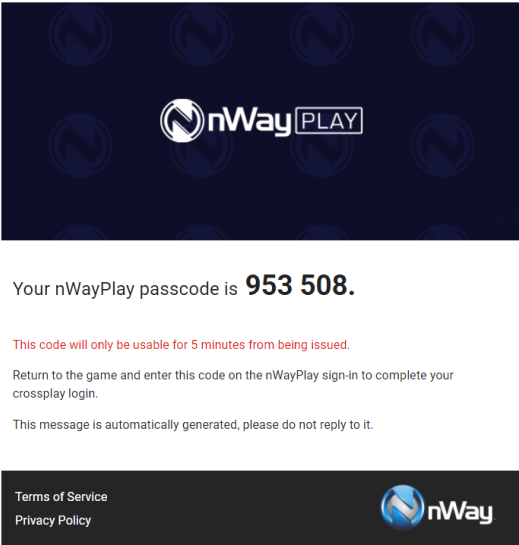 nWay PLAY
Your nWayPlay passcode is 953 508.
This code will only be usable for 5 minutes from being issued.
Return to the game and enter this code on the nWayPlay sign-in to complete your
crossplay login.
This message is automatically generated, please do not reply to it.
Terms of Service
nWay
Privacy Policy